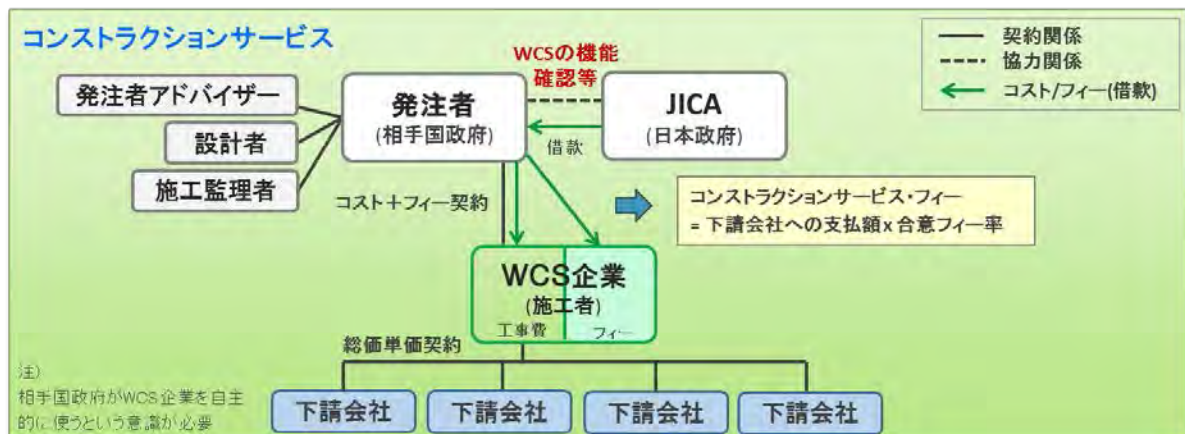 コンストラクションサービス
発注者アドバイザー
設計者
施工監理者
発注者
(相手国政府)
WCSの機能
確認等
借款
JICA
(日本政府)
契約関係
協力関係
コスト/フィー(借款)
コスト+フィー契約
コンストラクションサービス・フィー
= 下請会社への支払額x合意フィー率
WCS企業
(施工者)
工事費
フィー
総価単価契約
注)
相手国政府がWCS企業を自主
的に使うという意識が必要
下請会社
下請会社
下請会社
下請会社